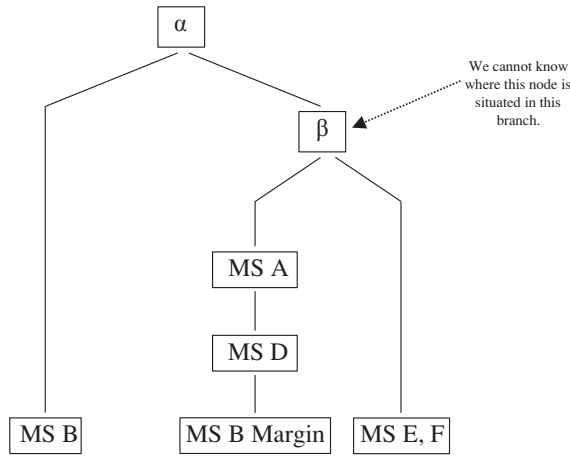 α
We cannot know
where this node is
situated in this
branch.
β
MS A
MS D
MS B
MS B Margin
MS E, F